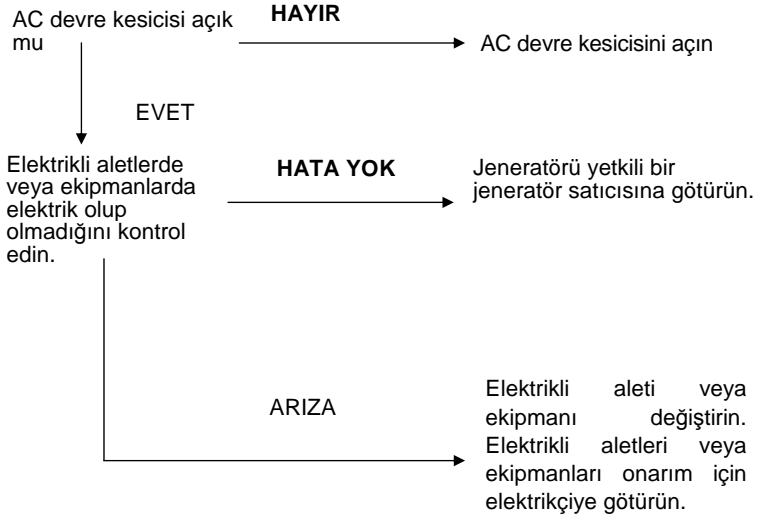 AC devre kesicisi açık
mu
HAYIR
AC devre kesicisini açın
EVET
Elektrikli aletlerde
veya ekipmanlarda
elektrik olup
olmadığını kontrol
edin.
HATA YOK
Jeneratörü yetkili bir
jeneratör satıcısına götürün.
ARIZA
Elektrikli aleti veya
ekipmanı değiştirin.
Elektrikli aletleri veya
ekipmanları onarım için
elektrikçiye götürün.